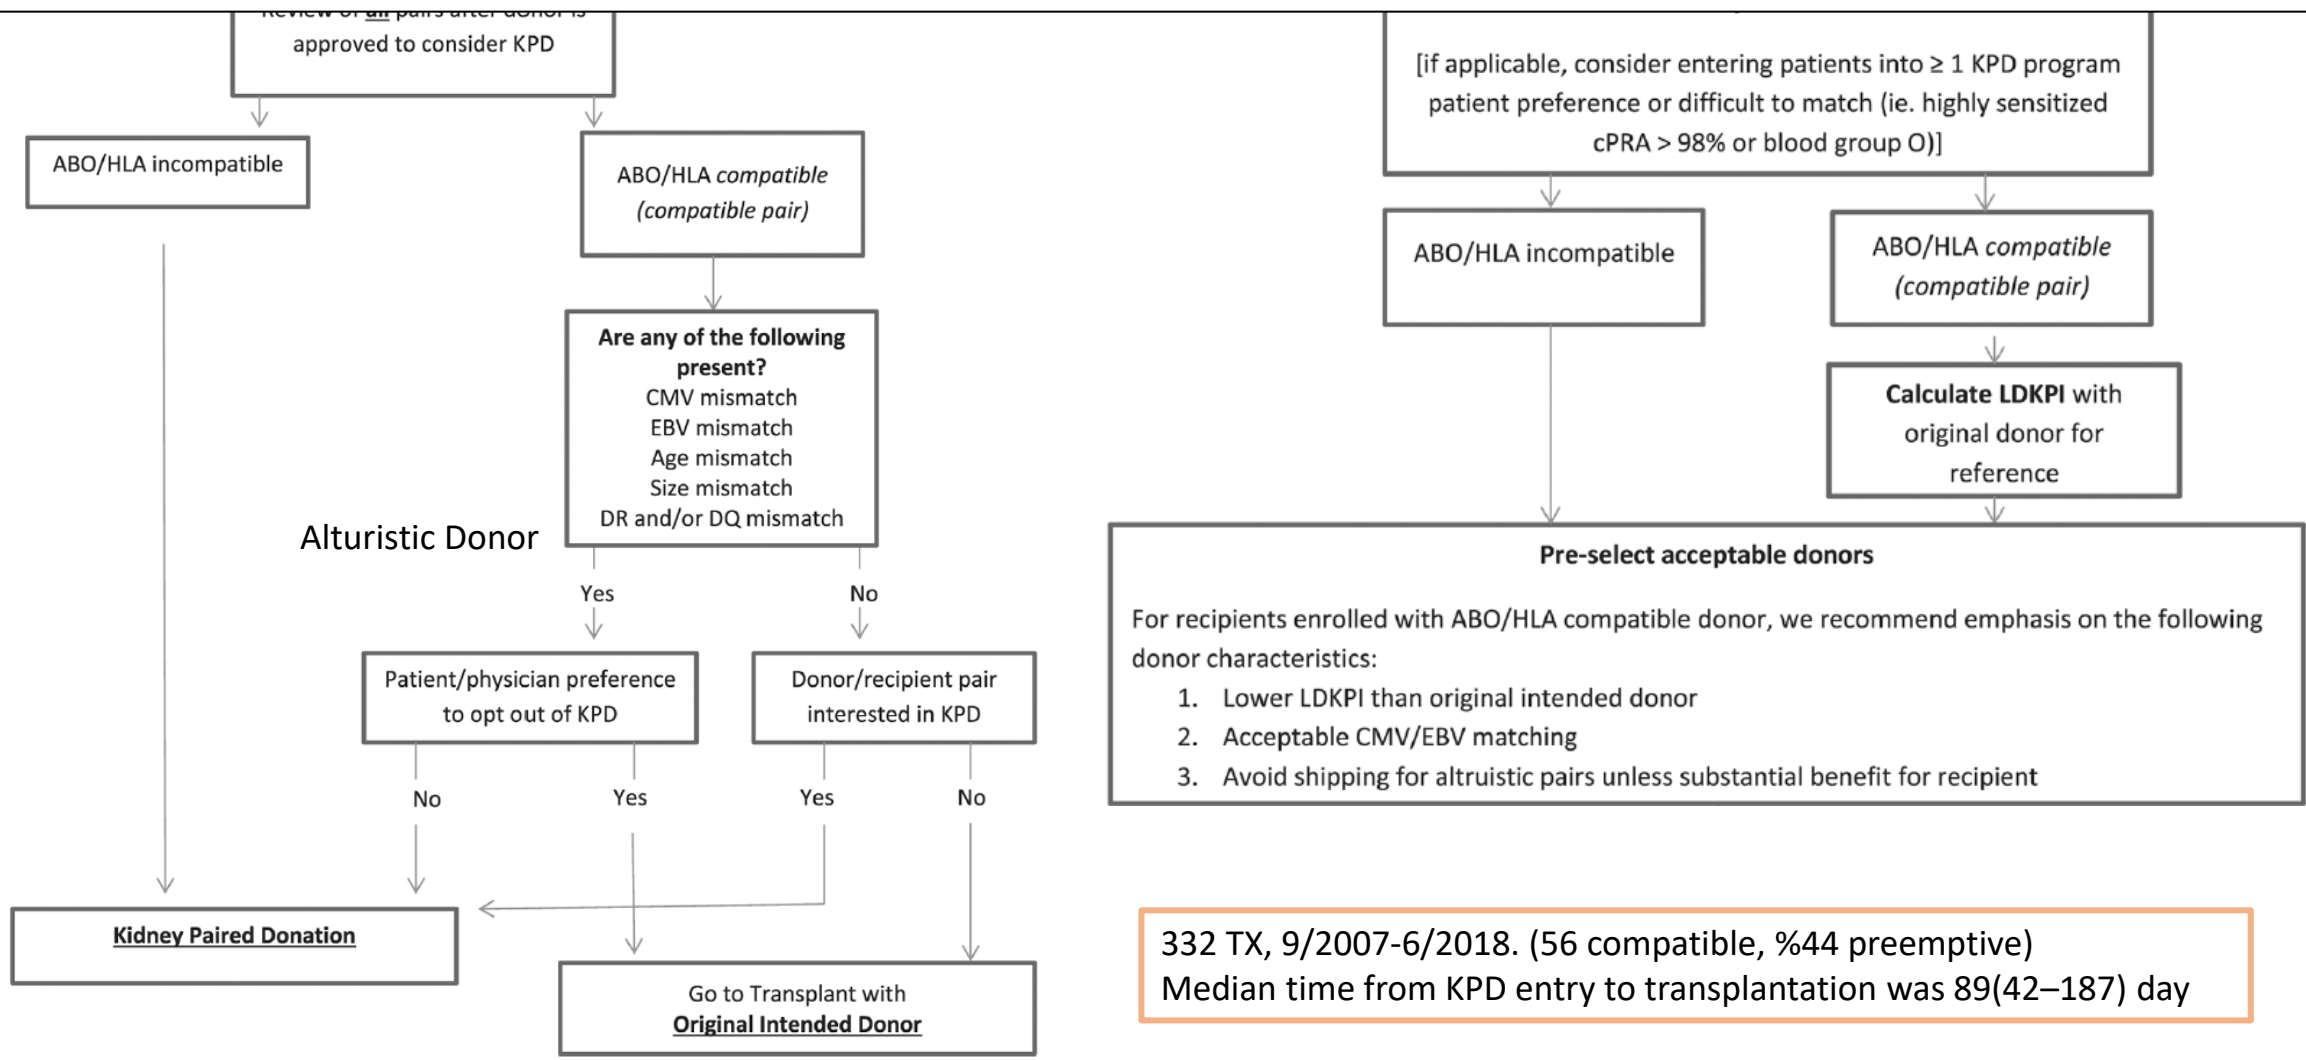 Review of all pairs after donor is
approved to consider KPD
ABO/HLA incompatible
ABO/HLA compatible
(compatible pair)
Are any of the following
present?
CMV mismatch
EBV mismatch
Age mismatch
Size mismatch
DR and/or DQ mismatch
Alturistic Donor
Yes
No
Patient/physician preference
to opt out of KPD
Donor/recipient pair
interested in KPD
No
Yes
Yes
No
Kidney Paired Donation
Go to Transplant with
Original Intended Donor
[if applicable, consider entering patients into ≥ 1 KPD program
patient preference or difficult to match (ie. highly sensitized
cPRA > 98% or blood group O)]
ABO/HLA incompatible
ABO/HLA compatible
(compatible pair)
Calculate LDKPI with
original donor for
reference
Pre-select acceptable donors
For recipients enrolled with ABO/HLA compatible donor, we recommend emphasis on the following
donor characteristics:
1. Lower LDKPI than original intended donor
2. Acceptable CMV/EBV matching
3. Avoid shipping for altruistic pairs unless substantial benefit for recipient
332 TX, 9/2007-6/2018. (56 compatible, %44 preemptive)
Median time from KPD entry to transplantation was 89(42–187) day